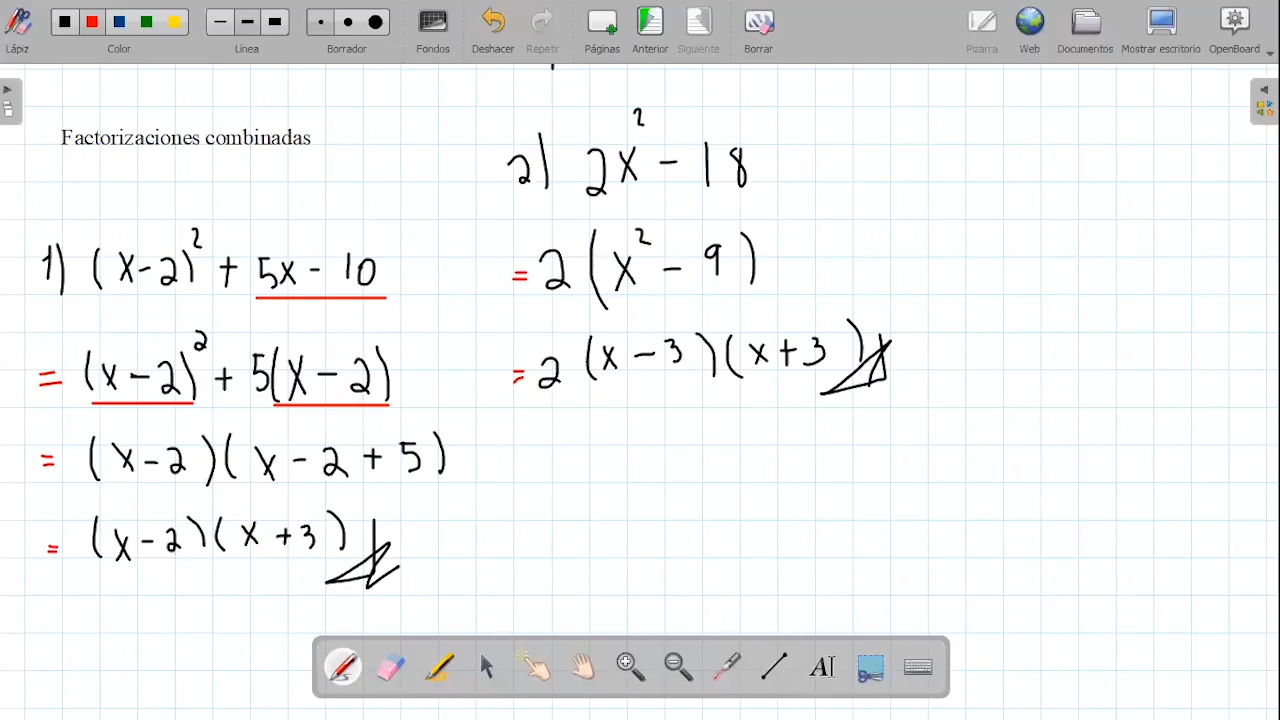 Lápiz Color Línea Borrador Fondos Deshacer Repetir Páginas Anterior Siguiente Borrar Pizarra Web Documentos Mostrar escritorio OpenBoard
Factorizaciones combinadas
1) (x-2)² + 5x - 10
= (x-2)² + 5(x-2)
= (x-2)(x-2+5)
= (x-2)(x+3)
2) 2x² - 18
= 2(x² - 9)
= 2(x-3)(x+3)
AI